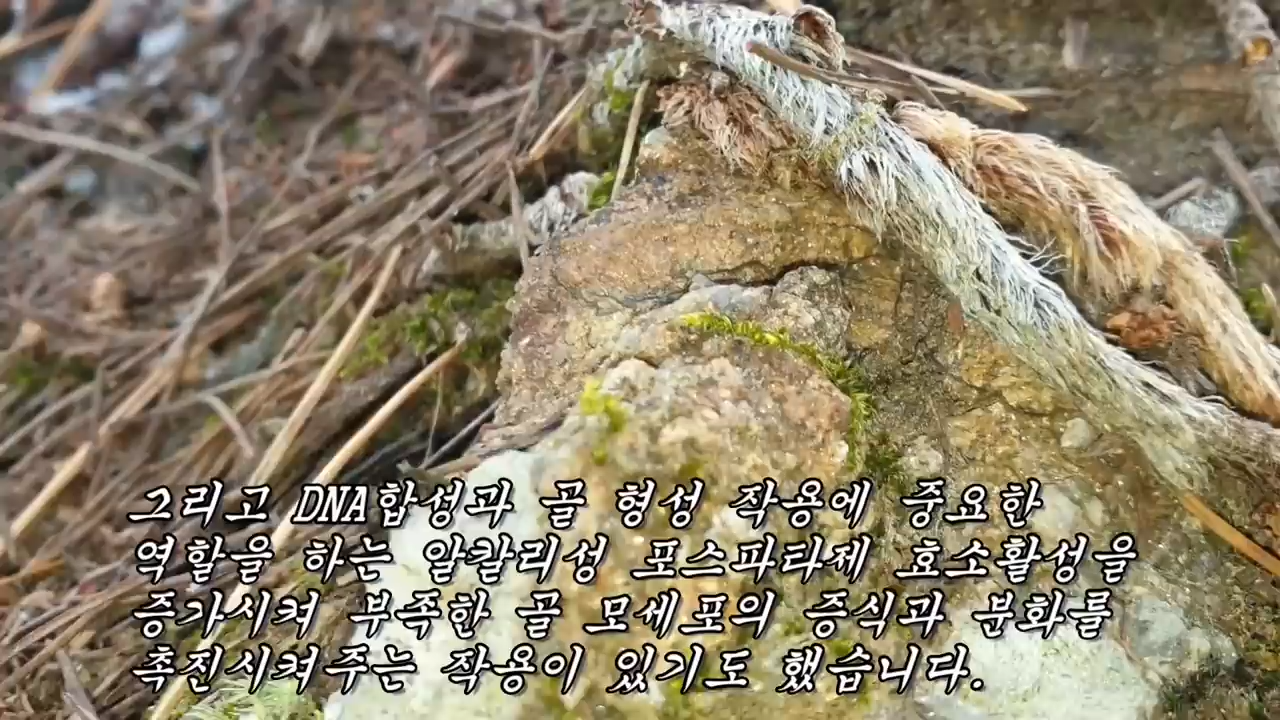 그리고 DNA합성과 골 형성 작용에 중요한
역할을 하는 알칼리성 포스파타제 효소활성을
증가시켜 부족한 골 모세포의 증식과 분화를
촉진시켜주는 작용이 있기도 했습니다.